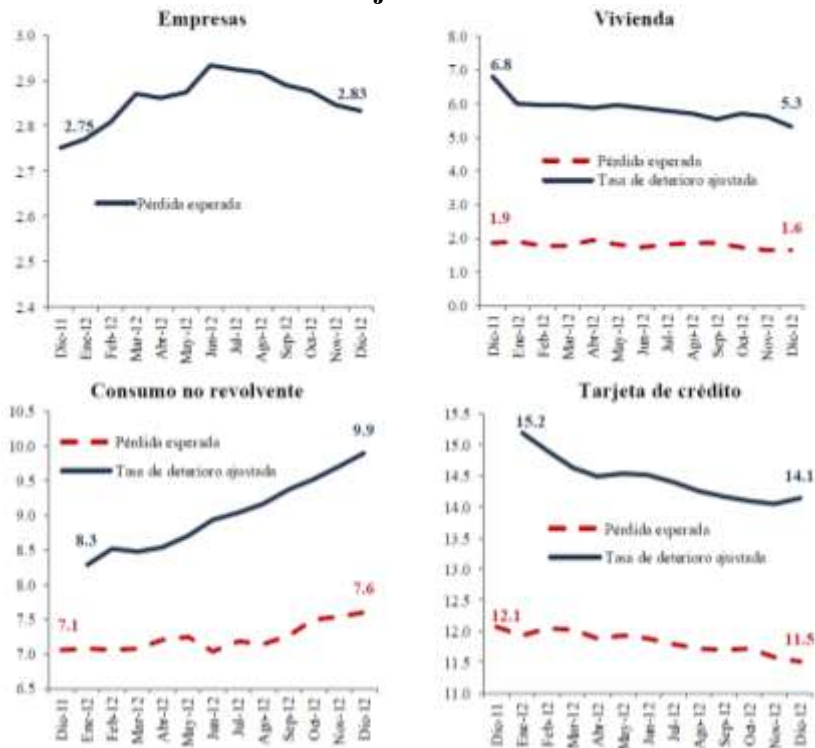 Empresas
3.0
2.9
2.8
2.7
2.6
2.5
2.4
2.75
2.83
Pérdida esperada
Dic-11
Ene-12
Feb-12
Mar-12
Abr-12
May-12
Jun-12
Jul-12
Ago-12
Sep-12
Oct-12
Nov-12
Dic-12
Vivienda
8.0
7.0
6.0
5.0
4.0
3.0
2.0
1.0
0.0
6.8
5.3
Pérdida esperada
Tasa de deterioro ajustada
1.9
1.6
Dic-11
Ene-12
Feb-12
Mar-12
Abr-12
May-12
Jun-12
Jul-12
Ago-12
Sep-12
Oct-12
Nov-12
Dic-12
Consumo no revolvente
10.5
10.0
9.5
9.0
8.5
8.0
7.5
7.0
6.5
Pérdida esperada
Tasa de deterioro ajustada
9.9
8.3
7.1
7.6
Dic-11
Ene-12
Feb-12
Mar-12
Abr-12
May-12
Jun-12
Jul-12
Ago-12
Sep-12
Oct-12
Nov-12
Dic-12
Tarjeta de crédito
15.5
15.0
14.5
14.0
13.5
13.0
12.5
12.0
11.5
11.0
15.2
14.1
Pérdida esperada
Tasa de deterioro ajustada
12.1
11.5
Dic-11
Ene-12
Feb-12
Mar-12
Abr-12
May-12
Jun-12
Jul-12
Ago-12
Sep-12
Oct-12
Nov-12
Dic-12